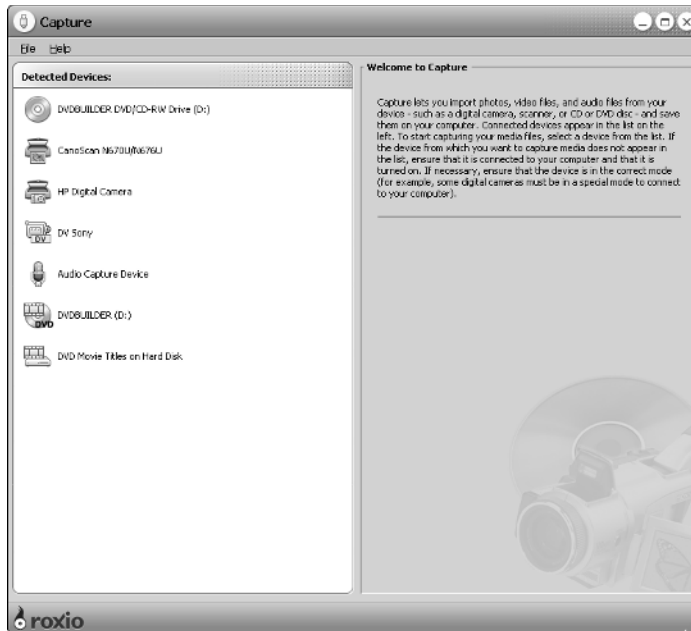 Capture
File Help
Detected Devices:
DVDBUILDER DVD/CD-RW Drive (D:)
CanoScan N670U/N676U
HP Digital Camera
DV Sony
Audio Capture Device
DVDBUILDER (D:)
DVD Movie Titles on Hard Disk
Welcome to Capture
Capture lets you import photos, video files, and audio files from your
device - such as a digital camera, scanner, or CD or DVD disc - and save
them on your computer. Connected devices appear in the list on the
left. To start capturing your media files, select a device from the list. If
the device from which you want to capture media does not appear in
the list, ensure that it is connected to your computer and that it is
turned on. If necessary, ensure that the device is in the correct mode
(for example, some digital cameras must be in a special mode to connect
to your computer).
DV
DVD
roxio